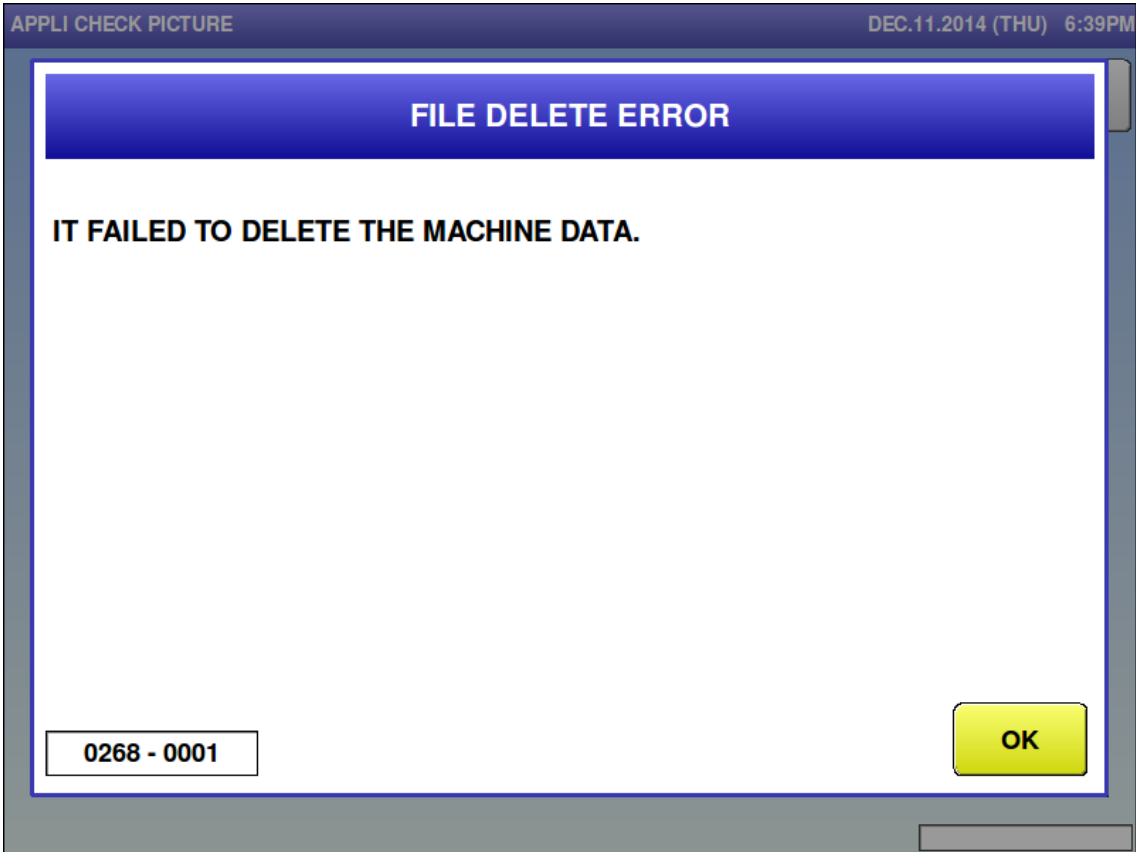 APPLI CHECK PICTURE DEC.11.2014 (THU) 6:39PM
FILE DELETE ERROR
IT FAILED TO DELETE THE MACHINE DATA.
0268 - 0001
OK